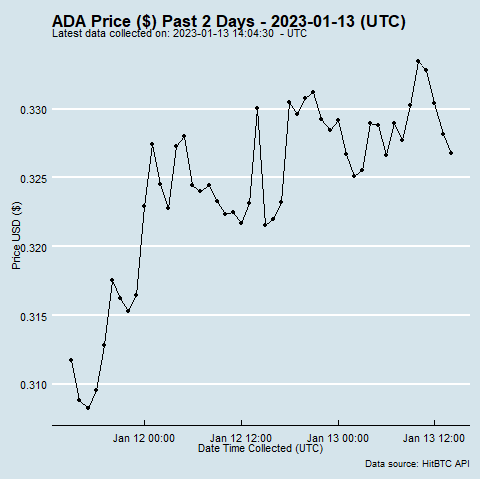 ADA Price ($) Past 2 Days - 2023-01-13 (UTC)
Latest data collected on: 2023-01-13 14:04:30 - UTC
0.330
0.325
0.320
0.315
0.310
Price USD ($)
Jan 12 00:00 Jan 12 12:00 Jan 13 00:00 Jan 13 12:00
Date Time Collected (UTC)
Data source: HitBTC API